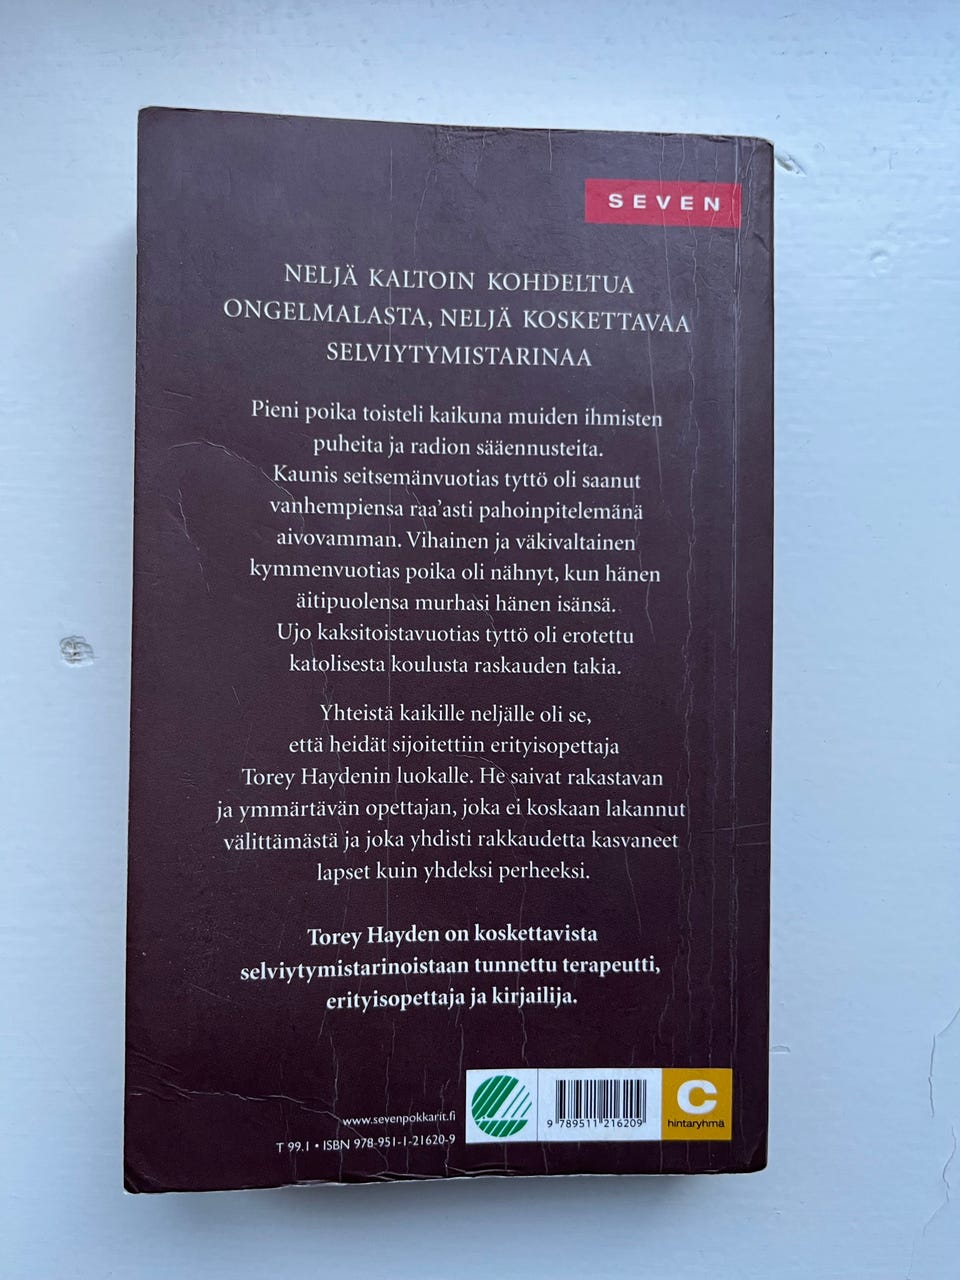 SEVEN
NELJÄ KALTOIN KOHDELTUA
ONGELMALASTA, NELJÄ KOSKETTAVAA
SELVIYTYMISTARINAA
Pieni poika toisteli kaikuna muiden ihmisten
puheita ja radion sääennusteita.
Kaunis seitsemänvuotias tyttö oli saanut
vanhempiensa raa'asti pahoinpitelemänä
aivovamman. Vihainen ja väkivaltainen
kymmenvuotias poika oli nähnyt, kun hänen
äitipuolensa murhasi hänen isänsä.
Ujo kaksitoistavuotias tyttö oli erotettu
katolisesta koulusta raskauden takia.
Yhteistä kaikille neljälle oli se,
että heidät sijoitettiin erityisopettaja
Torey Haydenin luokalle. He saivat rakastavan
ja ymmärtävän opettajan, joka ei koskaan lakannut
välittämästä ja joka yhdisti rakkaudetta kasvaneet
lapset kuin yhdeksi perheeksi.
Torey Hayden on koskettavista
selviytymistarinoistaan tunnettu terapeutti,
erityisopettaja ja kirjailija.
www.sevenpokkarit.fi
T 99.1 • ISBN 978-951-1-21620-9
9 789511 216209
C
hintaryhmä